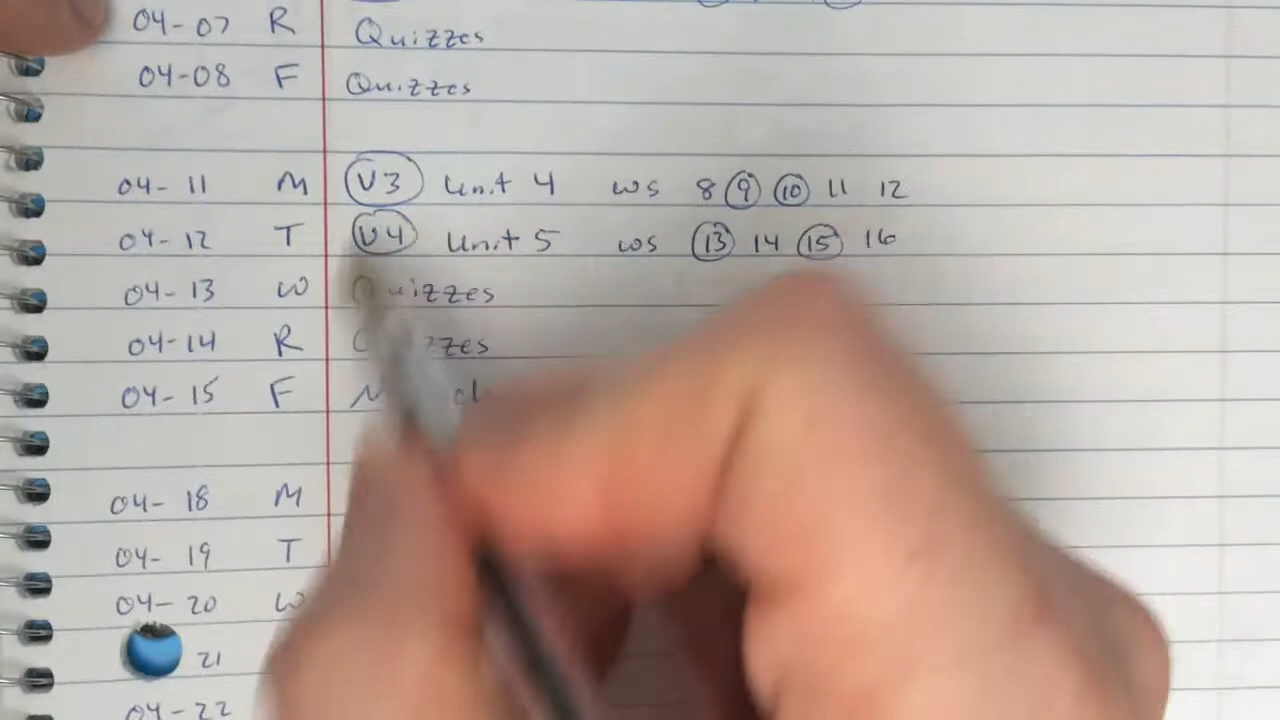 04-07 R Quizzes
04-08 F Quizzes
04-11 M V3 Unit 4 ws 8 9 10 11 12
04-12 T V4 Unit 5 ws 13 14 15 16
04-13 W Quizzes
04-14 R
04-15 F
04-18 M
04-19 T
04-20 W
21
04-22